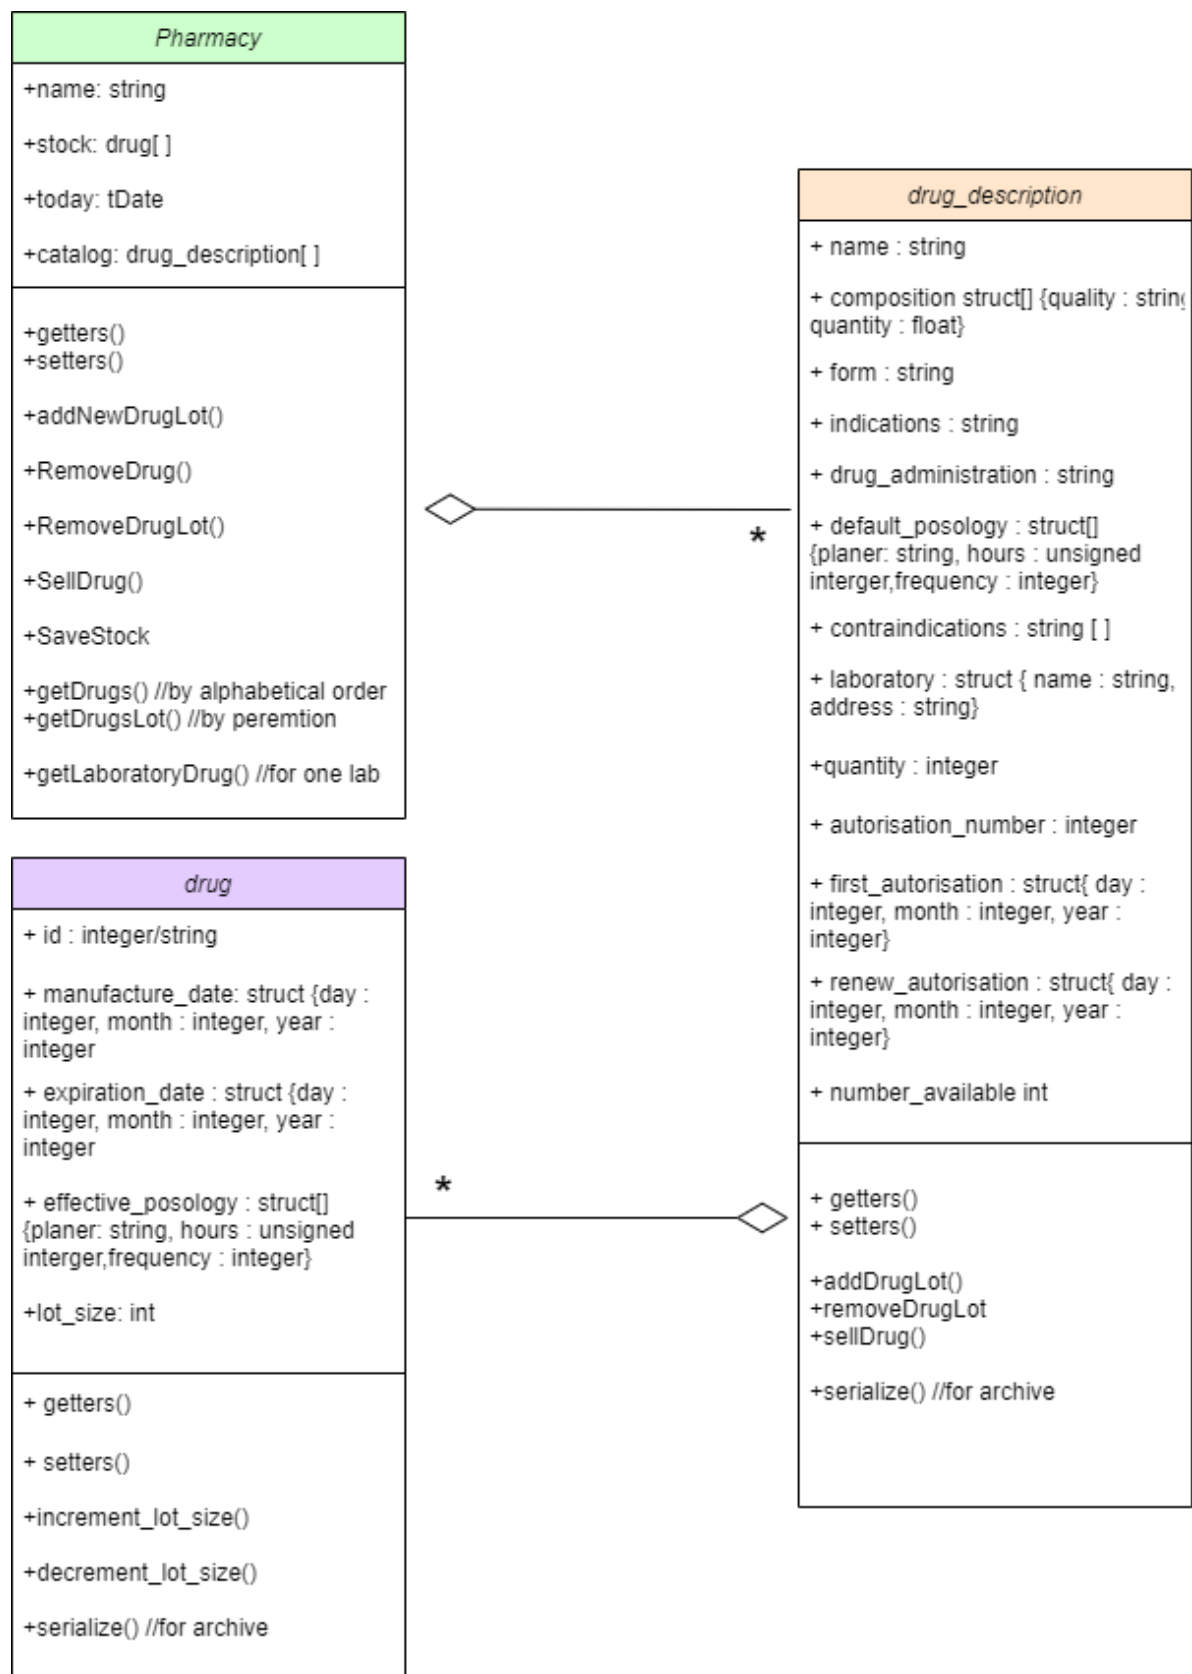 Pharmacy
+name: string
+stock: drug[ ]
+today: tDate
+catalog: drug_description[ ]
+getters()
+setters()
+addNewDrugLot()
+RemoveDrug()
+RemoveDrugLot()
+SellDrug()
+SaveStock
+getDrugs() //by alphabetical order
+getDrugsLot() //by peremtion
+getLaboratoryDrug() //for one lab
*
drug_description
+ name : string
+ composition struct[] {quality : string
quantity : float}
+ form : string
+ indications : string
+ drug_administration : string
+ default_posology : struct[]
{planer: string, hours : unsigned
interger,frequency : integer}
+ contraindications : string [ ]
+ laboratory : struct { name : string,
address : string}
+quantity : integer
+ autorisation_number : integer
+ first_autorisation : struct{ day :
integer, month : integer, year :
integer}
+ renew_autorisation : struct{ day :
integer, month : integer, year :
integer}
+ number_available int
+ getters()
+ setters()
+addDrugLot()
+removeDrugLot
+sellDrug()
+serialize() //for archive
drug
+ id : integer/string
+ manufacture_date: struct {day :
integer, month : integer, year :
integer
+ expiration_date : struct {day :
integer, month : integer, year :
integer
+ effective_posology : struct[]
{planer: string, hours : unsigned
interger,frequency : integer}
+lot_size: int
+ getters()
+ setters()
+increment_lot_size()
+decrement_lot_size()
+serialize() //for archive
*